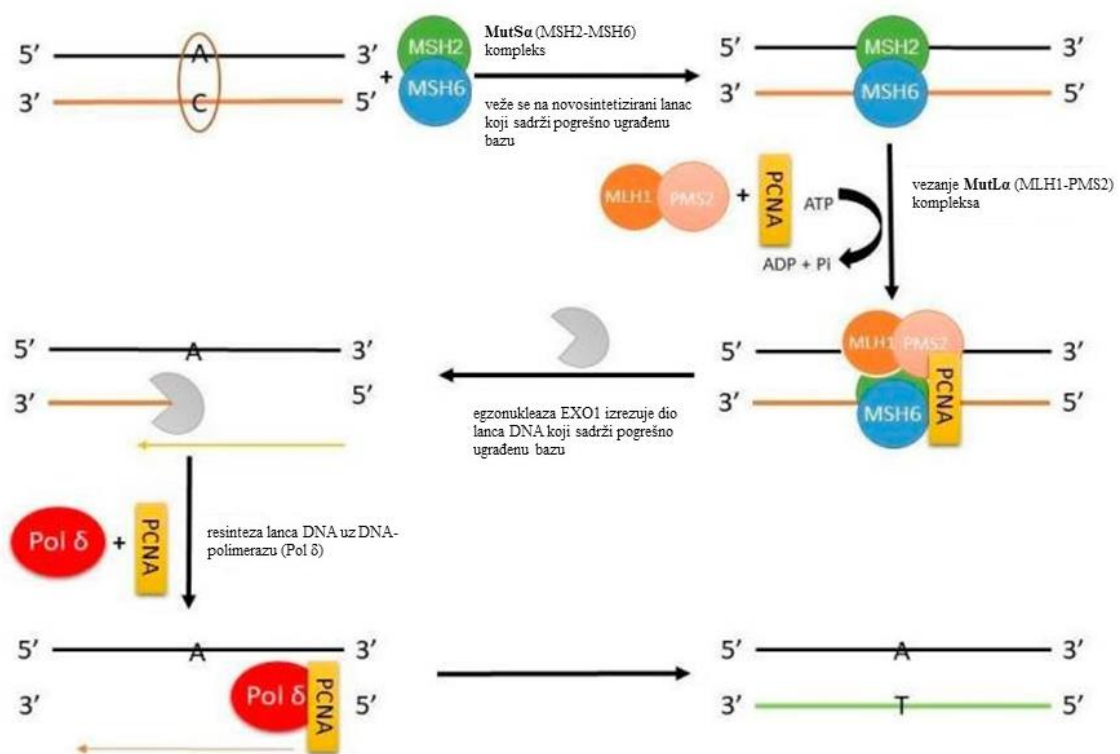 5’ A 3’
3’ C 5’
+
MSH2
MSH6
MutSα (MSH2-MSH6)
kompleks
veže se na novosintetizirani lanac
koji sadrži pogrešno ugrađenu
bazu
5’ MSH2 3’
3’ MSH6 5’
MLH1 PMS2 + PCNA
ATP
ADP + Pi
vezanje MutLα (MLH1-PMS2)
kompleksa
5’ MLH1 PMS2 3’
3’ MSH6 PCNA 5’
egzonukleaza EXO1 izrezuje dio
lanca DNA koji sadrži pogrešno
ugrađenu bazu
5’ A 3’
3’ 5’
Pol δ + PCNA
resinteza lanca DNA uz DNA-
polimerazu (Pol δ)
5’ A 3’
3’ Pol δ PCNA 5’
5’ A 3’
3’ T 5’